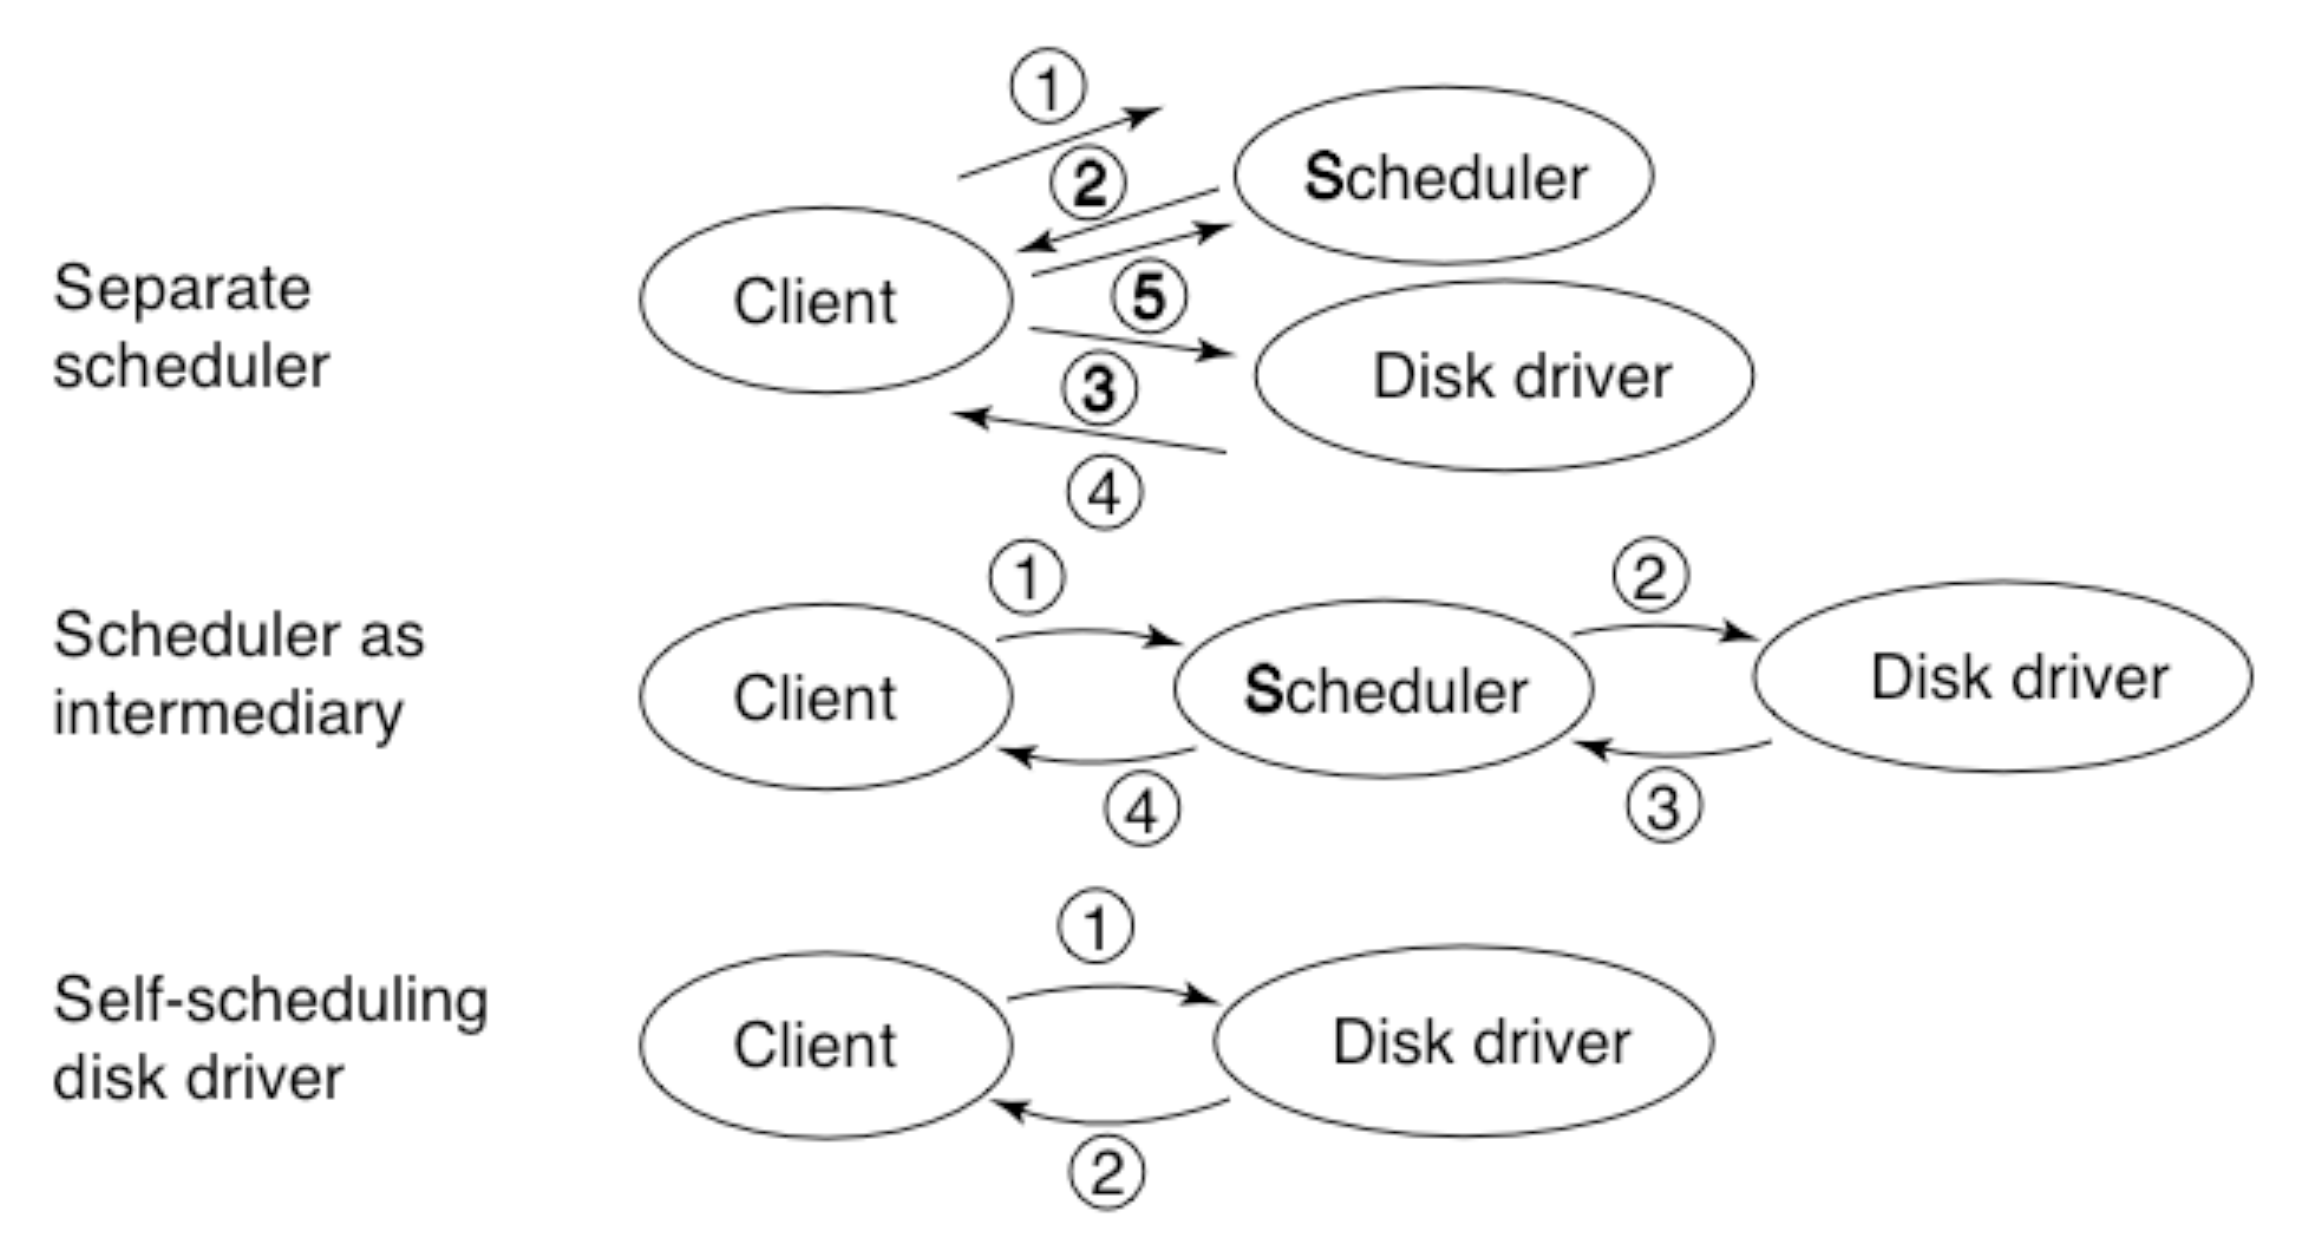 1
Scheduler
2
Separate
scheduler
Client
5
Disk driver
3
4
1
2
Scheduler as
intermediary
Client
Scheduler
Disk driver
4
3
1
Self-scheduling
disk driver
Client
Disk driver
2